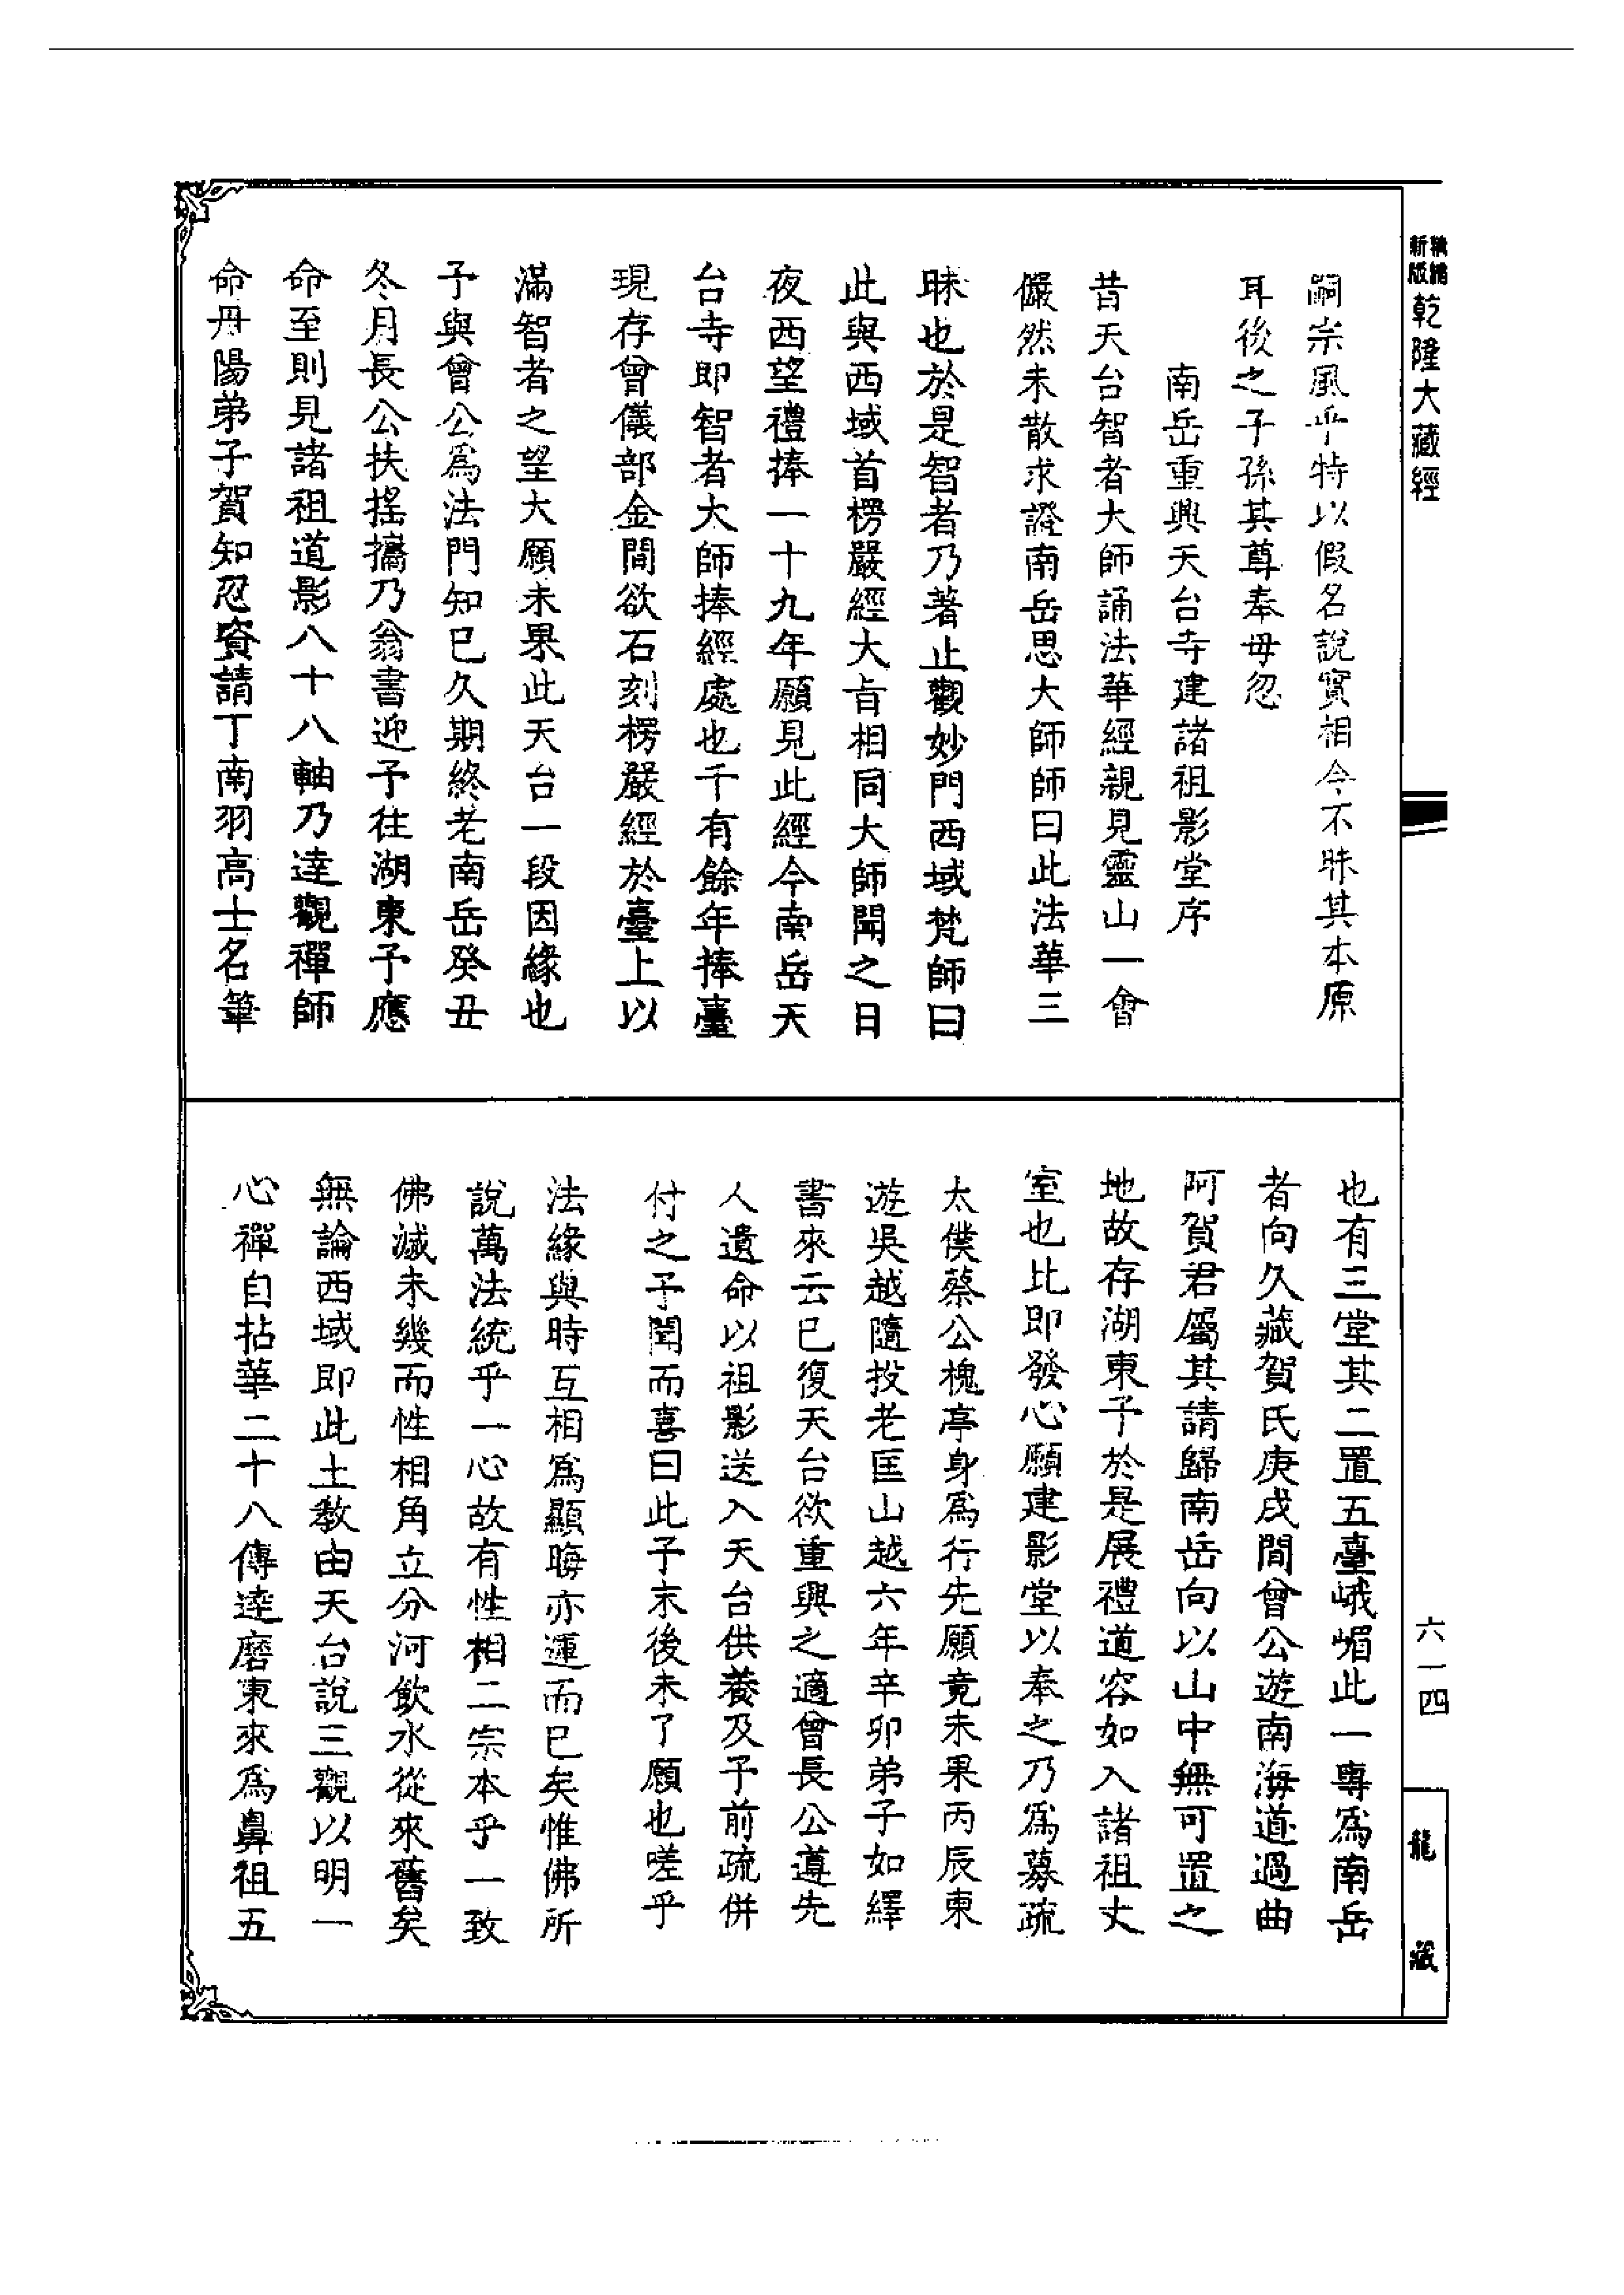 新版精編乾隆大藏經
嗣宗風乎特以假名說實相今不昧其本原
耳後之子孫其尊奉毋忽
南岳重興天台寺建諸祖影堂序
昔天台智者大師誦法華經親見靈山一會
儼然未散求證南岳思大師師曰此法華三
昧也於是智者乃著止觀妙門西域梵師曰
此與西域首楞嚴經大旨相同大師聞之日
夜西望禮捧一十九年願見此經今南岳天
台寺即智者大師捧經處也千有餘年捧臺
現存曾儀部金間欲石刻楞嚴經於臺上以
滿智者之望大願未果此天台一段因緣也
予與曾公為法門知己久期終老南岳癸丑
冬月長公扶搖攜乃翁書迎予往湖東予應
命至則見諸祖道影八十八軸乃達觀禪師
命丹陽弟子賀知忍資請丁南羽高士名筆
也有三堂其二置五臺峨嵋此一專為南岳
者向久藏賀氏庚戌間曾公遊南海道過曲
阿賀君屬其請歸南岳向以山中無可置之
地故存湖東予於是展禮道容如入諸祖丈
室也比即發心願建影堂以奉之乃為募疏
太僕蔡公槐亭身為行先願竟未果丙辰東
遊吳越隨投老匡山越六年辛卯弟子如繹
書來云已復天台欲重興之適曾長公遵先
人遺命以祖影送入天台供養及予前疏併
付之予聞而喜曰此予末後未了願也嗟乎
法緣與時互相為顯晦亦運而已矣惟佛所
說萬法統乎一心故有性相二宗本乎一致
佛滅未幾而性相角立分河飲水從來舊矣
無論西域即此土教由天台說三觀以明一
心禪自拈華二十八傳達磨東來為鼻祖五
六一四
龍藏